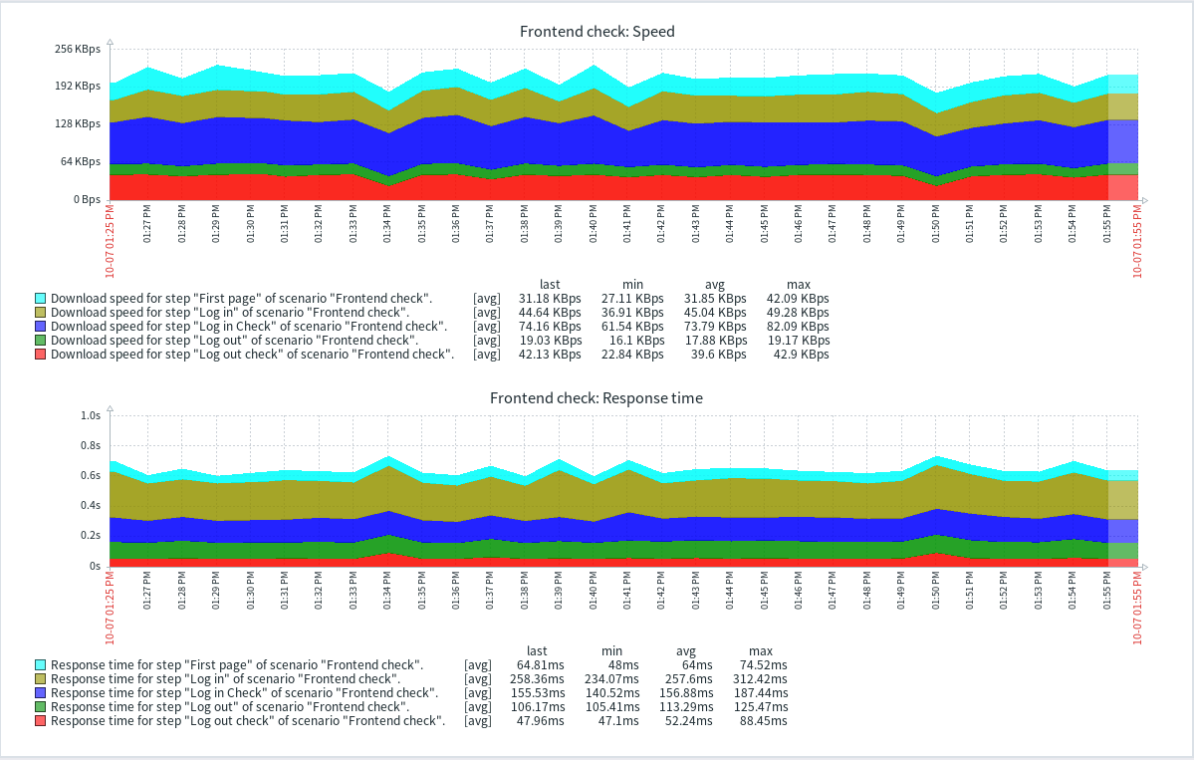 Frontend check: Speed
256 KBps
192 KBps
128 KBps
64 KBps
0 Bps
10-07 01:25 PM 01:27 PM 01:28 PM 01:29 PM 01:30 PM 01:31 PM 01:32 PM 01:33 PM 01:34 PM 01:35 PM 01:36 PM 01:37 PM 01:38 PM 01:39 PM 01:40 PM 01:41 PM 01:42 PM 01:43 PM 01:44 PM 01:45 PM 01:46 PM 01:47 PM 01:48 PM 01:49 PM 01:50 PM 01:51 PM 01:52 PM 01:53 PM 01:54 PM 01:55 PM 10-07 01:55 PM
last min avg max
Download speed for step "First page" of scenario "Frontend check". [avg] 31.18 KBps 27.11 KBps 31.85 KBps 42.09 KBps
Download speed for step "Log in" of scenario "Frontend check". [avg] 44.64 KBps 36.91 KBps 45.04 KBps 49.28 KBps
Download speed for step "Log in Check" of scenario "Frontend check". [avg] 74.16 KBps 61.54 KBps 73.79 KBps 82.09 KBps
Download speed for step "Log out" of scenario "Frontend check". [avg] 19.03 KBps 16.1 KBps 17.88 KBps 19.17 KBps
Download speed for step "Log out check" of scenario "Frontend check". [avg] 42.13 KBps 22.84 KBps 39.6 KBps 42.9 KBps
Frontend check: Response time
1.0s
0.8s
0.6s
0.4s
0.2s
0s
10-07 01:25 PM 01:27 PM 01:28 PM 01:29 PM 01:30 PM 01:31 PM 01:32 PM 01:33 PM 01:34 PM 01:35 PM 01:36 PM 01:37 PM 01:38 PM 01:39 PM 01:40 PM 01:41 PM 01:42 PM 01:43 PM 01:44 PM 01:45 PM 01:46 PM 01:47 PM 01:48 PM 01:49 PM 01:50 PM 01:51 PM 01:52 PM 01:53 PM 01:54 PM 01:55 PM 10-07 01:55 PM
last min avg max
Response time for step "First page" of scenario "Frontend check". [avg] 64.81ms 48ms 64ms 74.52ms
Response time for step "Log in" of scenario "Frontend check". [avg] 258.36ms 234.07ms 257.6ms 312.42ms
Response time for step "Log in Check" of scenario "Frontend check". [avg] 155.53ms 140.52ms 156.88ms 187.44ms
Response time for step "Log out" of scenario "Frontend check". [avg] 106.17ms 105.41ms 113.29ms 125.47ms
Response time for step "Log out check" of scenario "Frontend check". [avg] 47.96ms 47.1ms 52.24ms 88.45ms